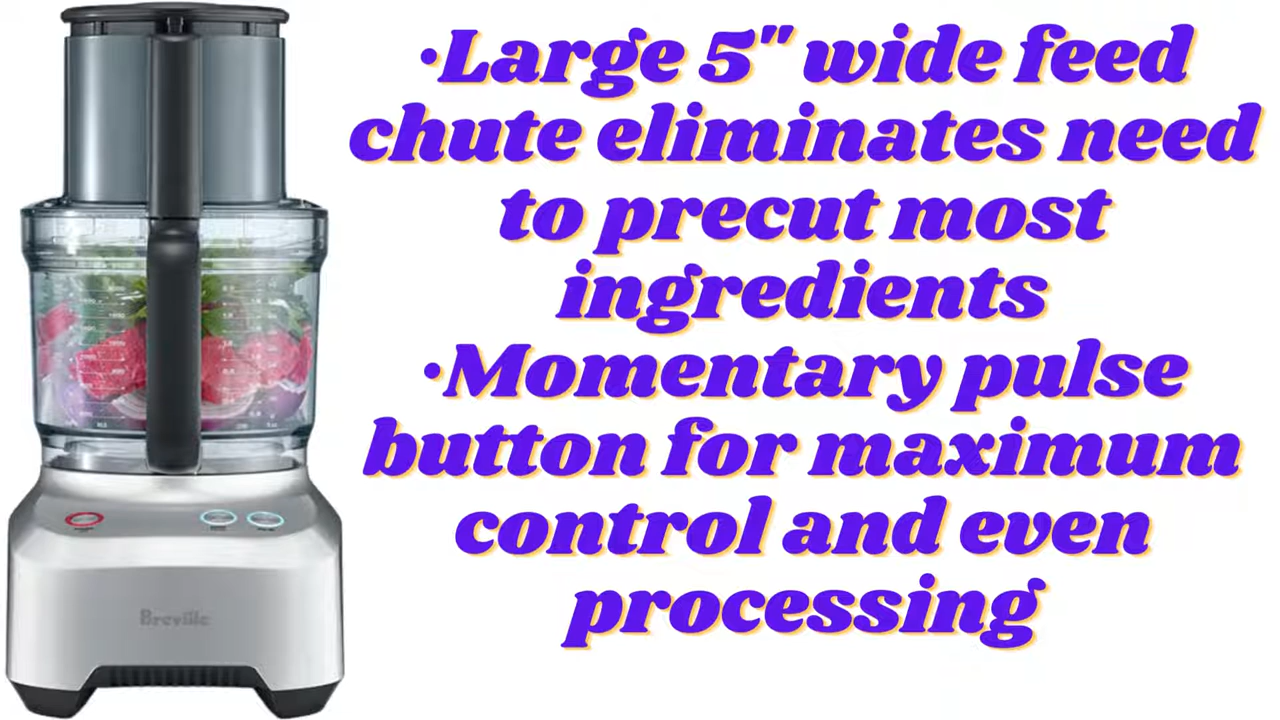 ·Large 5" wide feed
chute eliminates need
to precut most
ingredients
·Momentary pulse
button for maximum
control and even
processing
Breville